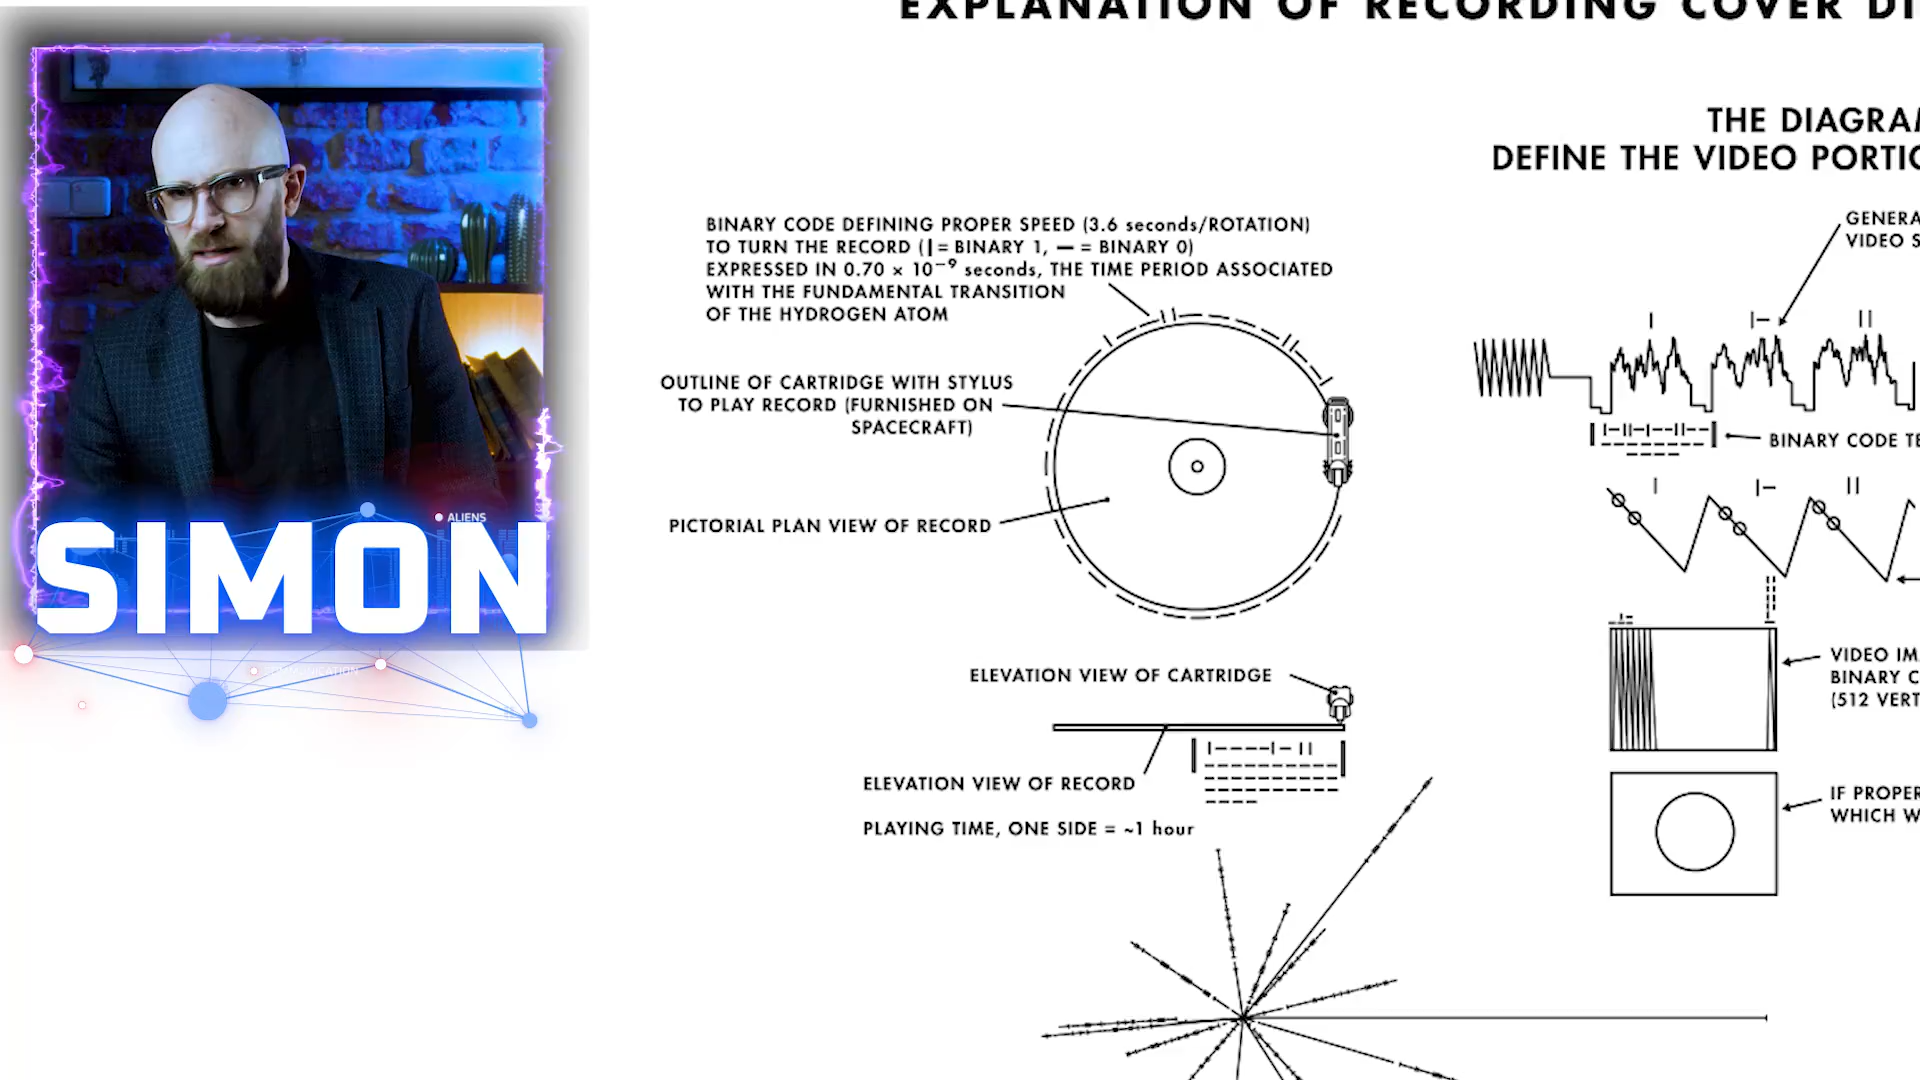 EXPLANATION OF RECORDING COVER DI
THE DIAGRAM
DEFINE THE VIDEO PORTIO
BINARY CODE DEFINING PROPER SPEED (3.6 seconds/ROTATION)
TO TURN THE RECORD (|= BINARY 1, — = BINARY 0)
EXPRESSED IN 0.70 × 10⁻⁹ seconds, THE TIME PERIOD ASSOCIATED
WITH THE FUNDAMENTAL TRANSITION
OF THE HYDROGEN ATOM
OUTLINE OF CARTRIDGE WITH STYLUS
TO PLAY RECORD (FURNISHED ON
SPACECRAFT)
PICTORIAL PLAN VIEW OF RECORD
ELEVATION VIEW OF CARTRIDGE
ELEVATION VIEW OF RECORD
PLAYING TIME, ONE SIDE = ~1 hour
GENERA
VIDEO S
BINARY CODE TE
VIDEO IM
BINARY C
(512 VERT
IF PROPER
WHICH W
ALIENS
SIMON